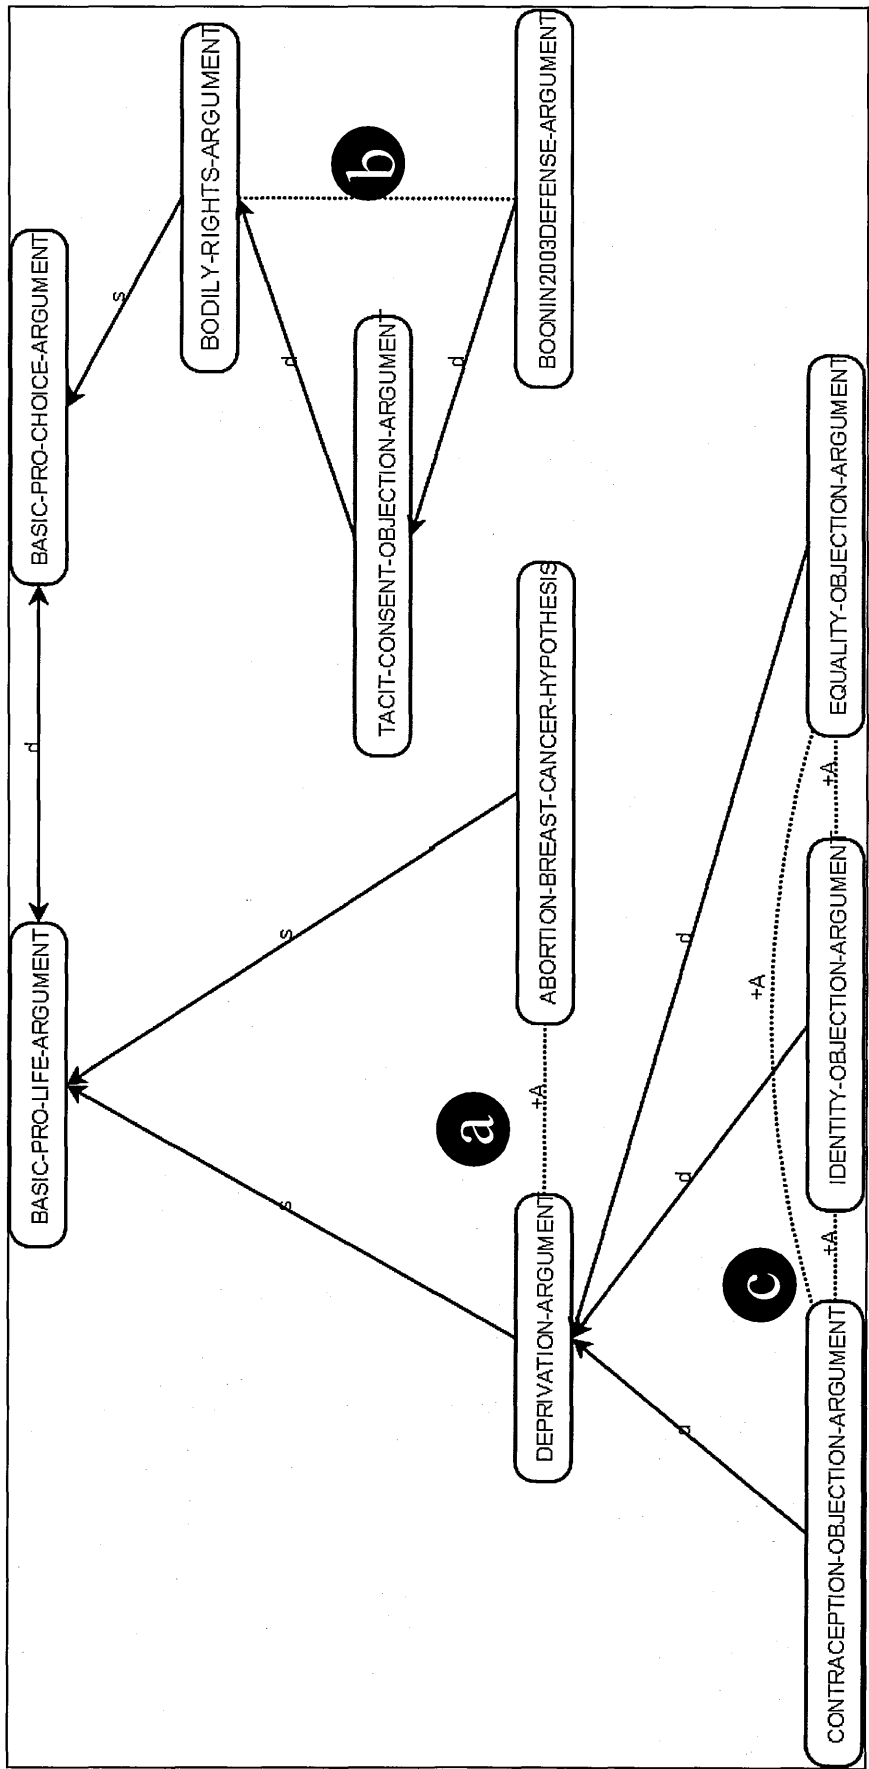 BASIC-PRO-LIFE-ARGUMENT
d
BASIC-PRO-CHOICE-ARGUMENT
s
BODILY-RIGHTS-ARGUMENT
s
s
d
b
TACIT-CONSENT-OBJECTION-ARGUMENT
d
a
DEPRIVATION-ARGUMENT
+A
ABORTION-BREAST-CANCER-HYPOTHESIS
BOONIN2003DEFENSE-ARGUMENT
d
d
d
c
+A
CONTRACEPTION-OBJECTION-ARGUMENT
+A
IDENTITY-OBJECTION-ARGUMENT
+A
EQUALITY-OBJECTION-ARGUMENT